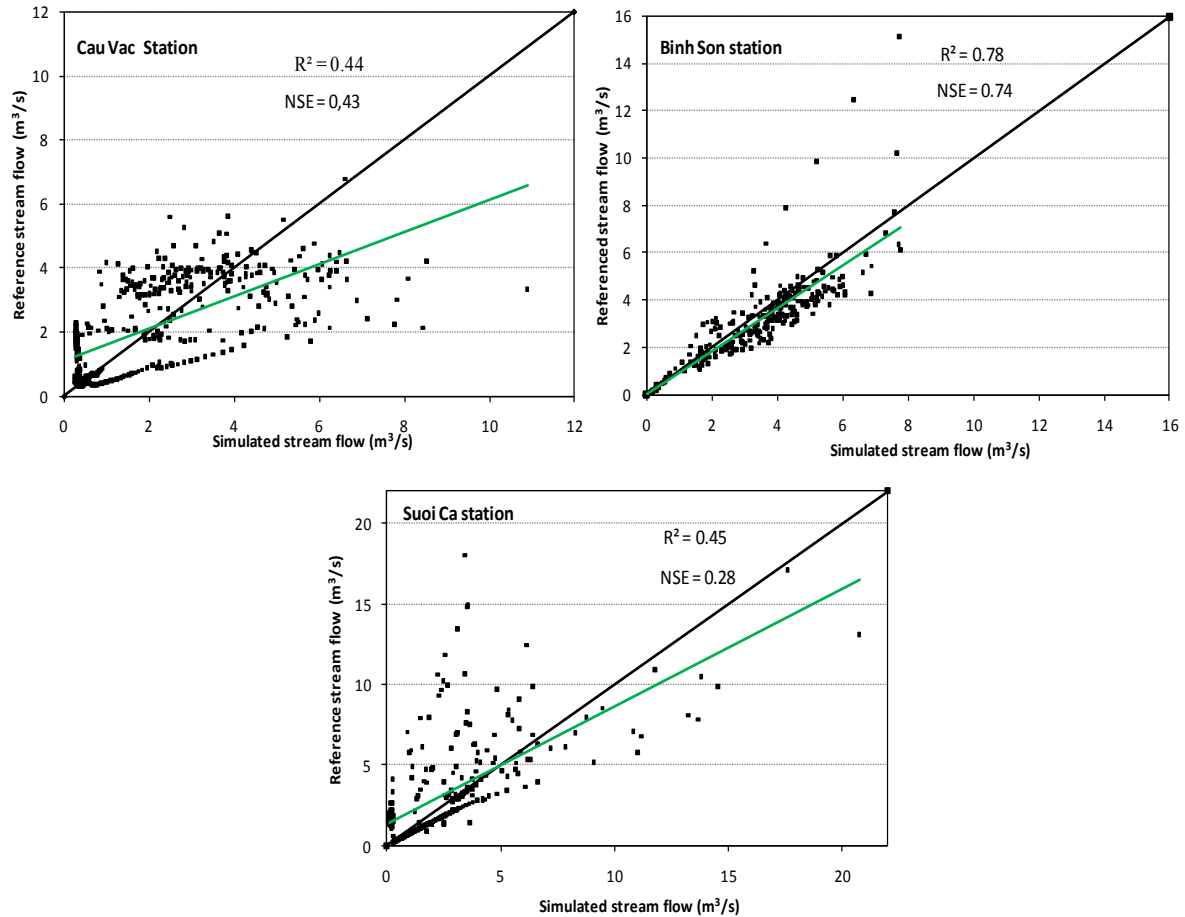 Cau Vac Station
R² = 0.44
NSE = 0,43
Reference stream flow (m³/s)
12
10
8
6
4
2
0
0 2 4 6 8 10 12
Simulated stream flow (m³/s)
Binh Son station
R² = 0.78
NSE = 0.74
Referenced stream flow (m³/s)
16
14
12
10
8
6
4
2
0
0 2 4 6 8 10 12 14 16
Simulated stream flow (m³/s)
Suoi Ca station
R² = 0.45
NSE = 0.28
Reference stream flow (m³/s)
20
15
10
5
0
0 5 10 15 20
Simulated stream flow (m³/s)